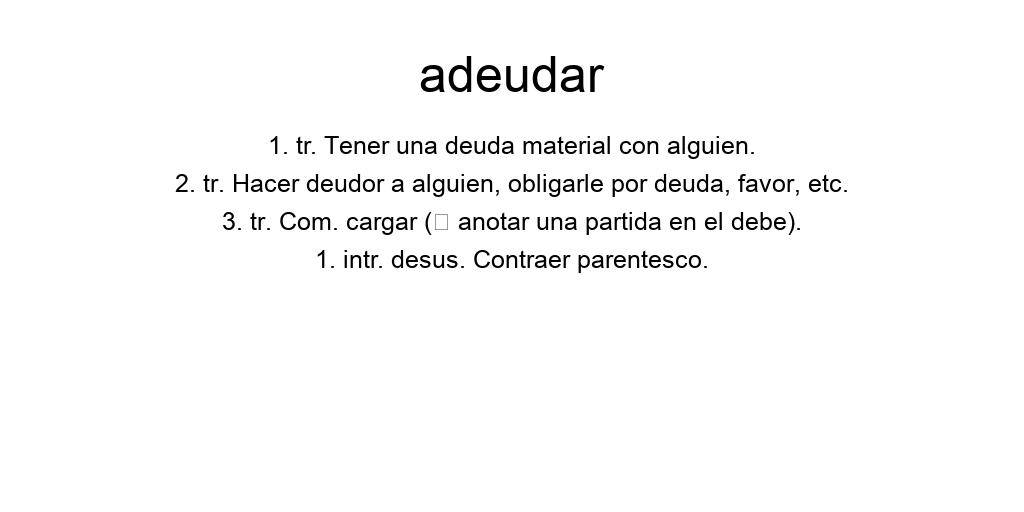 adeudar
1. tr. Tener una deuda material con alguien.
2. tr. Hacer deudor a alguien, obligarle por deuda, favor, etc.
3. tr. Com. cargar (□ anotar una partida en el debe).
1. intr. desus. Contraer parentesco.